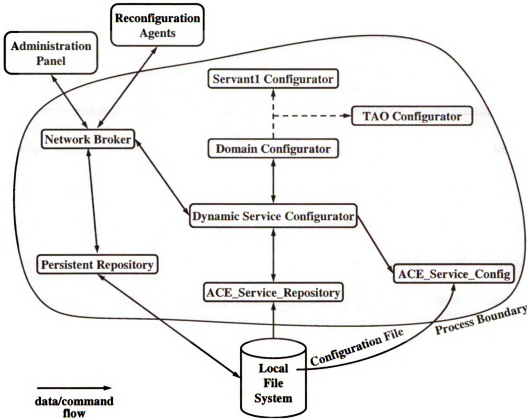 Reconfiguration
Agents
Administration
Panel
Servant1 Configurator
TAO Configurator
Network Broker
Domain Configurator
Dynamic Service Configurator
Persistent Repository
ACE_Service_Config
ACE_Service_Repository
Configuration File
Process Boundary
Local
File
System
data/command
flow